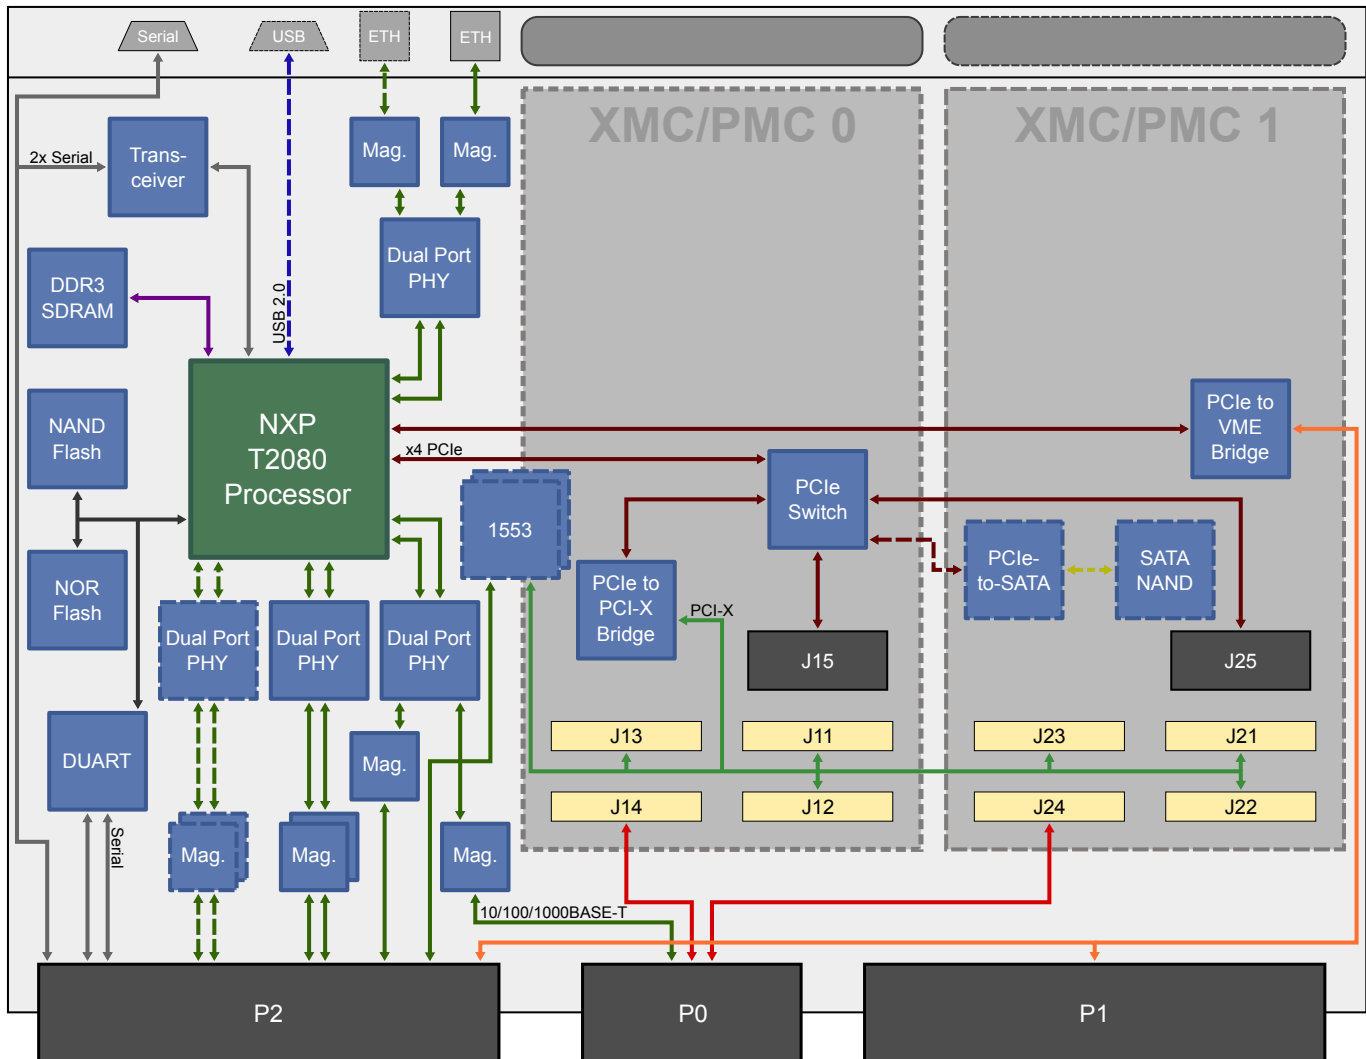 Serial
USB
ETH
ETH
XMC/PMC 0
XMC/PMC 1
2x Serial
Trans-
ceiver
Mag.
Mag.
Dual Port
PHY
DDR3
SDRAM
USB 2.0
NXP
T2080
Processor
NAND
Flash
NOR
Flash
PCIe to
VME
Bridge
x4 PCIe
1553
PCIe
Switch
PCIe to
PCI-X
Bridge
PCI-X
PCIe-
to-SATA
SATA
NAND
Dual Port
PHY
Dual Port
PHY
Dual Port
PHY
J15
J25
DUART
Serial
Mag.
J13
J11
J23
J21
J14
J12
J24
J22
Mag.
Mag.
Mag.
10/100/1000BASE-T
P2
P0
P1